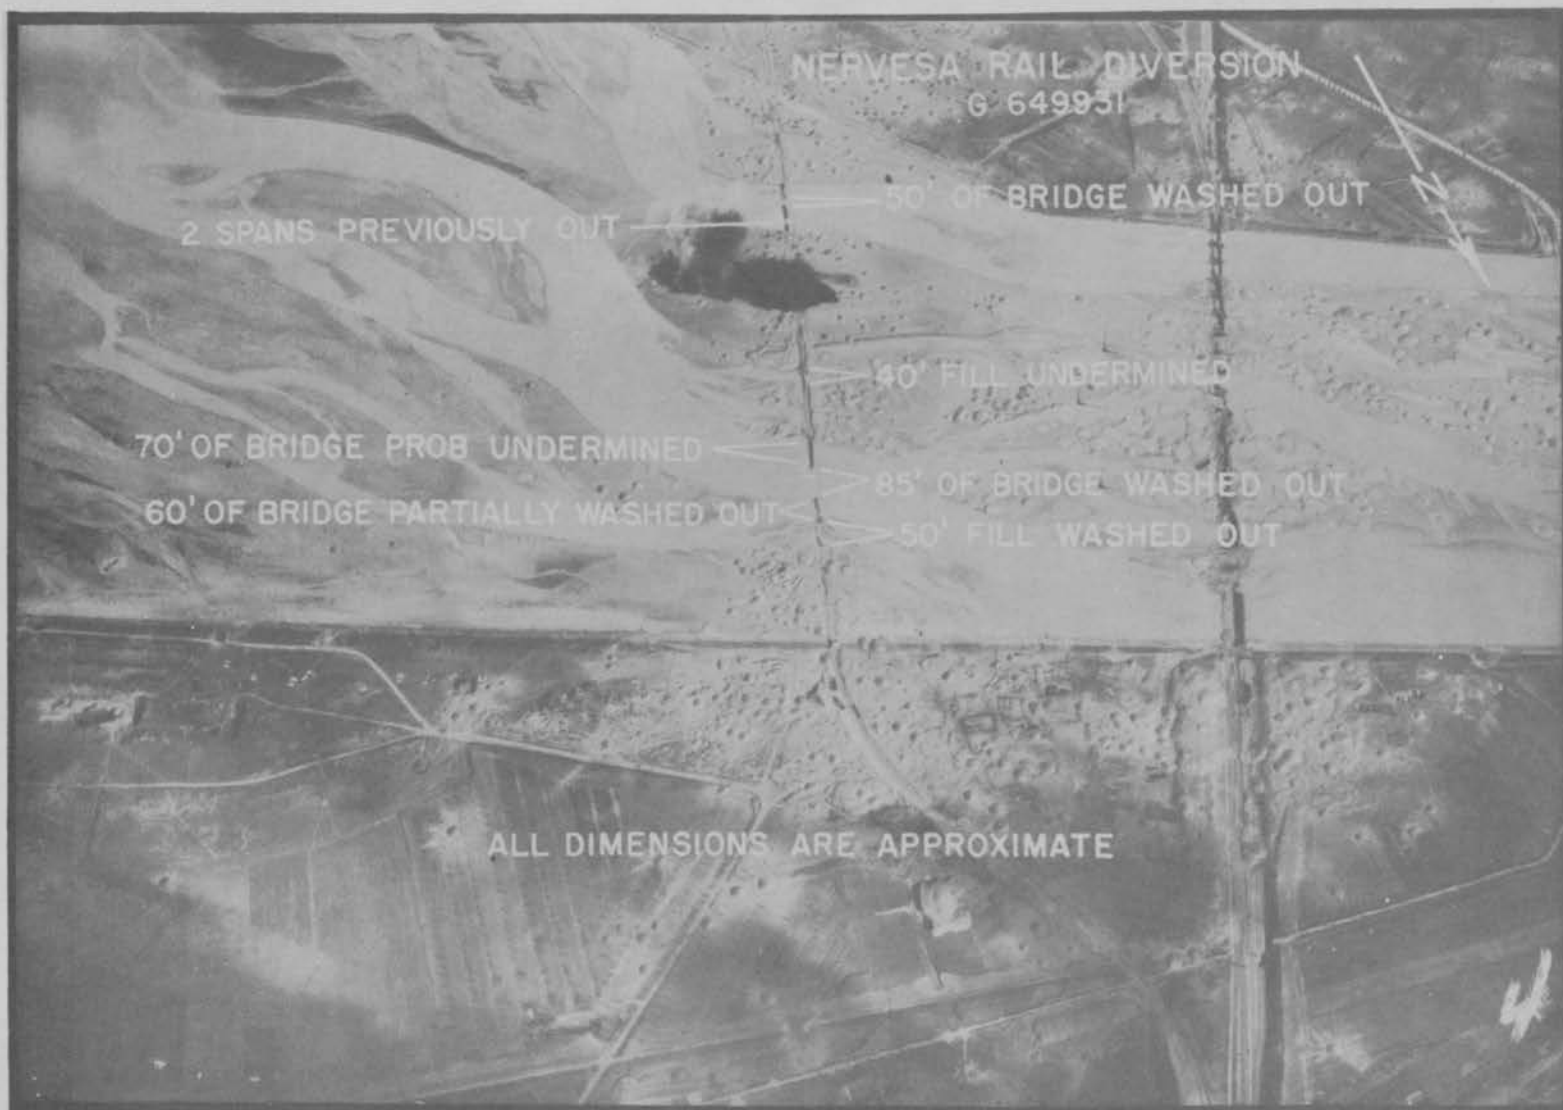 NERVESA RAIL DIVERSION
G 649931
N
50' OF BRIDGE WASHED OUT
2 SPANS PREVIOUSLY OUT
40' FILL UNDERMINED
70' OF BRIDGE PROB UNDERMINED
85' OF BRIDGE WASHED OUT
60' OF BRIDGE PARTIALLY WASHED OUT
50' FILL WASHED OUT
ALL DIMENSIONS ARE APPROXIMATE
4